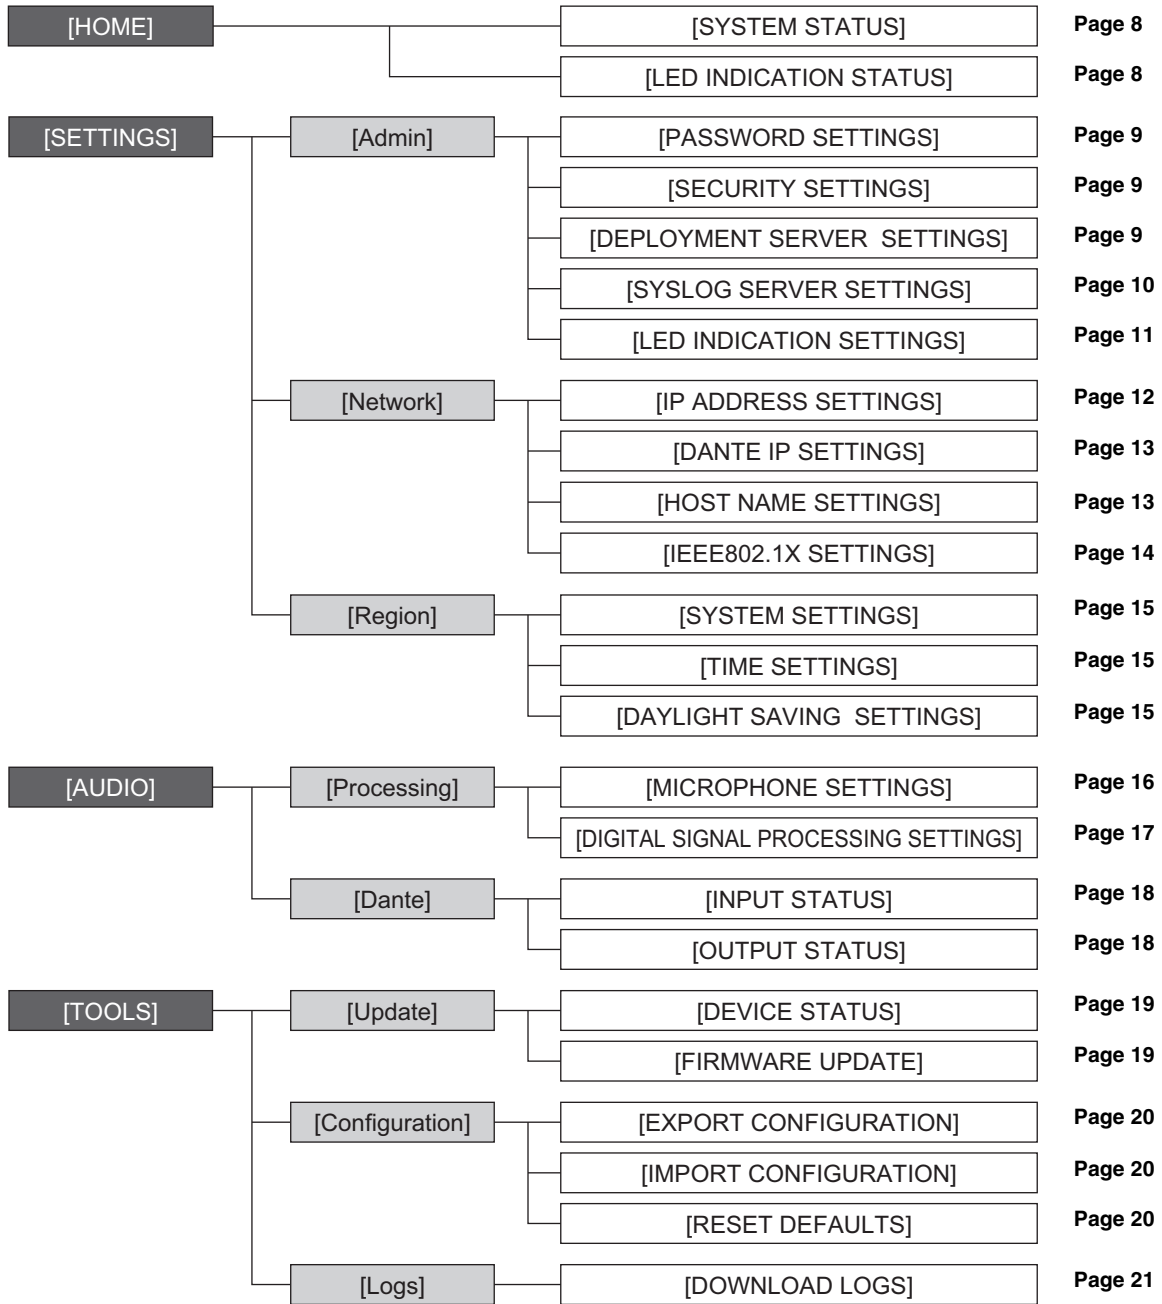 [HOME] [SYSTEM STATUS] Page 8
[LED INDICATION STATUS] Page 8
[SETTINGS] [Admin] [PASSWORD SETTINGS] Page 9
[SECURITY SETTINGS] Page 9
[DEPLOYMENT SERVER  SETTINGS] Page 9
[SYSLOG SERVER SETTINGS] Page 10
[LED INDICATION SETTINGS] Page 11
[Network] [IP ADDRESS SETTINGS] Page 12
[DANTE IP SETTINGS] Page 13
[HOST NAME SETTINGS] Page 13
[IEEE802.1X SETTINGS] Page 14
[Region] [SYSTEM SETTINGS] Page 15
[TIME SETTINGS] Page 15
[DAYLIGHT SAVING  SETTINGS] Page 15
[AUDIO] [Processing] [MICROPHONE SETTINGS] Page 16
[DIGITAL SIGNAL PROCESSING SETTINGS] Page 17
[Dante] [INPUT STATUS] Page 18
[OUTPUT STATUS] Page 18
[TOOLS] [Update] [DEVICE STATUS] Page 19
[FIRMWARE UPDATE] Page 19
[Configuration] [EXPORT CONFIGURATION] Page 20
[IMPORT CONFIGURATION] Page 20
[RESET DEFAULTS] Page 20
[Logs] [DOWNLOAD LOGS] Page 21